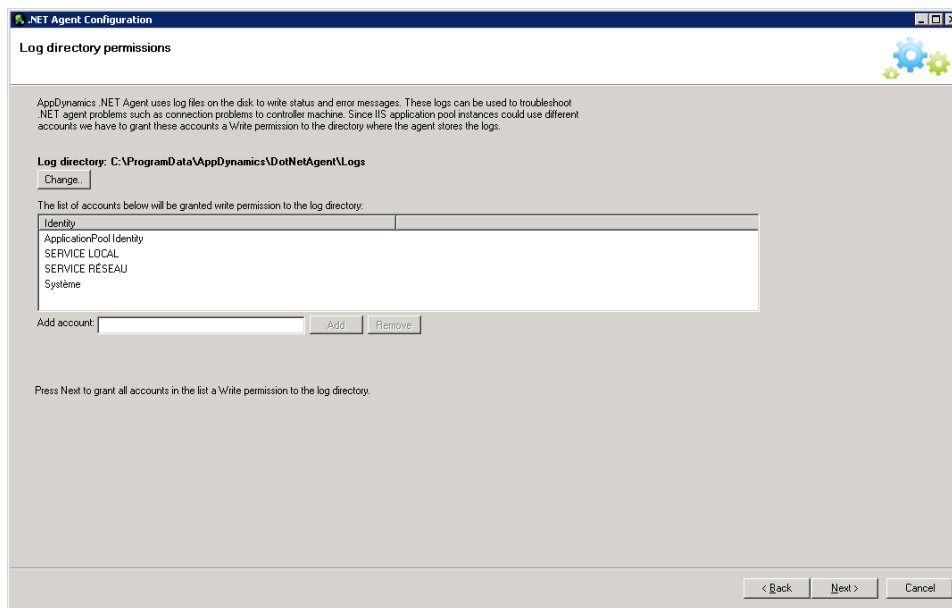 .NET Agent Configuration
Log directory permissions
AppDynamics .NET Agent uses log files on the disk to write status and error messages. These logs can be used to troubleshoot
.NET agent problems such as connection problems to controller machine. Since IIS application pool instances could use different
accounts we have to grant these accounts a Write permission to the directory where the agent stores the logs.
Log directory: C:\ProgramData\AppDynamics\DotNetAgent\Logs
Change..
The list of accounts below will be granted write permission to the log directory:
Identity
ApplicationPool Identity
SERVICE LOCAL
SERVICE RÉSEAU
Système
Add account: Add Remove
Press Next to grant all accounts in the list a Write permission to the log directory.
< Back Next > Cancel